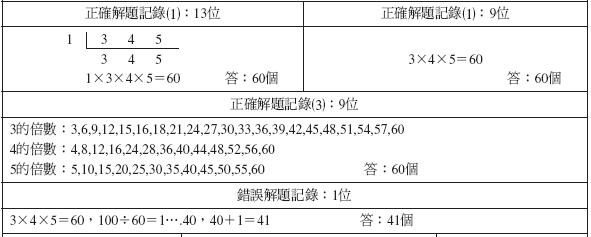 正確解題記錄(1)：13位
正確解題記錄(1)：9位
1 3 4 5
3 4 5
1×3×4×5=60 答：60個
3×4×5=60
答：60個
正確解題記錄(3)：9位
3的倍數：3,6,9,12,15,16,18,21,24,27,30,33,36,39,42,45,48,51,54,57,60
4的倍數：4,8,12,16,24,28,36,40,44,48,52,56,60
5的倍數：5,10,15,20,25,30,35,40,45,50,55,60 答：60個
錯誤解題記錄：1位
3×4×5=60，100÷60=1….40，40+1=41 答：41個